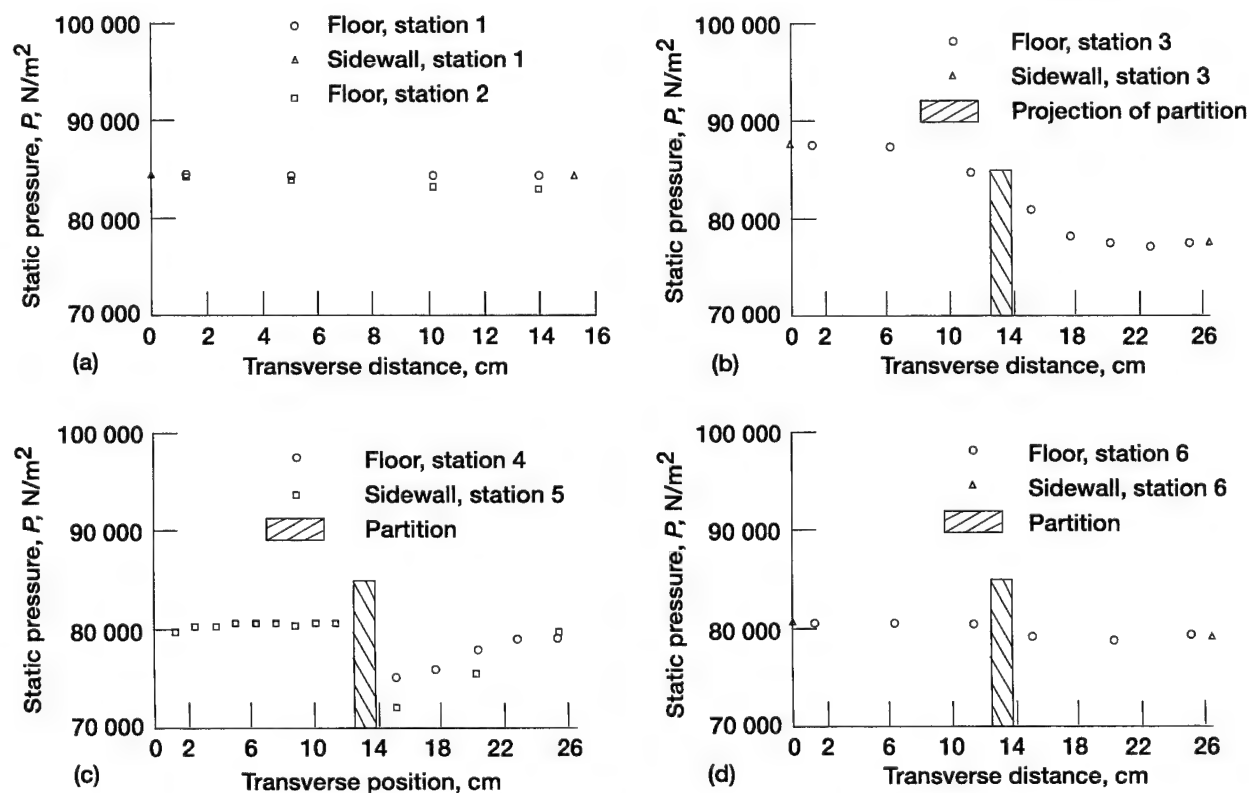 100 000
90 000
80 000
70 000
Static pressure, P, N/m²
Floor, station 1
Sidewall, station 1
Floor, station 2
0 2 4 6 8 10 12 14 16
(a)
Transverse distance, cm
100 000
90 000
80 000
70 000
Static pressure, P, N/m²
Floor, station 3
Sidewall, station 3
Projection of partition
0 2 6 10 14 18 22 26
(b)
Transverse distance, cm
100 000
90 000
80 000
70 000
Static pressure, P, N/m²
Floor, station 4
Sidewall, station 5
Partition
0 2 6 10 14 18 22 26
(c)
Transverse position, cm
100 000
90 000
80 000
70 000
Static pressure, P, N/m²
Floor, station 6
Sidewall, station 6
Partition
0 2 6 10 14 18 22 26
(d)
Transverse distance, cm